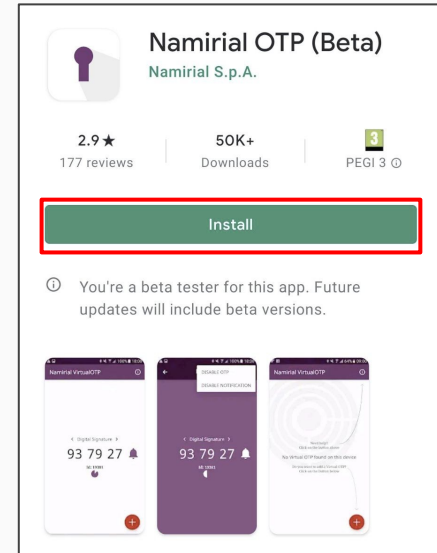 Namirial OTP (Beta)
Namirial S.p.A.
2.9★ 50K+ 3
177 reviews Downloads PEGI 3 ⓘ
Install
ⓘ You're a beta tester for this app. Future
updates will include beta versions.
Namirial VirtualOTP
DISABLE OTP
DISABLE NOTIFICATION
Namirial VirtualOTP
< Digital Signature >
93 79 27
< Digital Signature >
93 79 27
No Virtual OTP found on this device